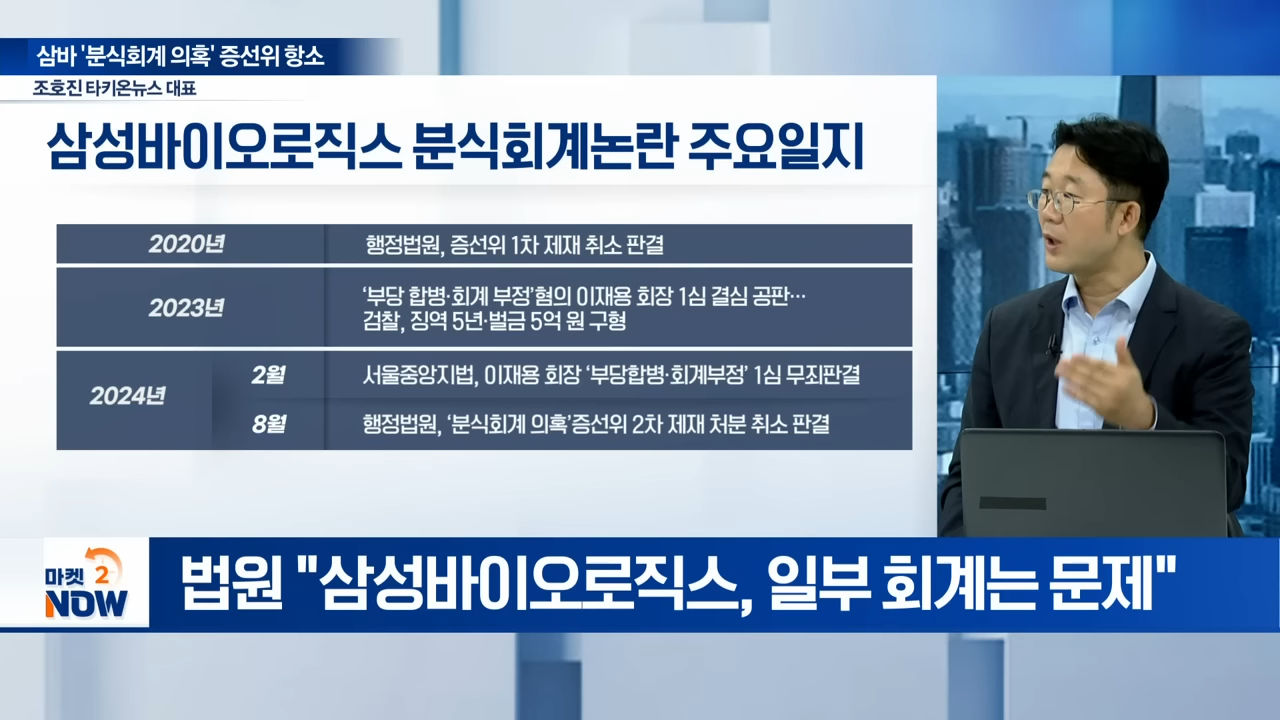 삼바 '분식회계 의혹' 증선위 항소
조호진 타키온뉴스 대표
삼성바이오로직스 분식회계논란 주요일지
2020년
행정법원, 증선위 1차 제재 취소 판결
2023년
‘부당 합병·회계 부정’혐의 이재용 회장 1심 결심 공판…
검찰, 징역 5년·벌금 5억 원 구형
2024년
2월
서울중앙지법, 이재용 회장 ‘부당합병·회계부정’ 1심 무죄판결
8월
행정법원, ‘분식회계 의혹’증선위 2차 제재 처분 취소 판결
마켓 2
NOW
법원 "삼성바이오로직스, 일부 회계는 문제"